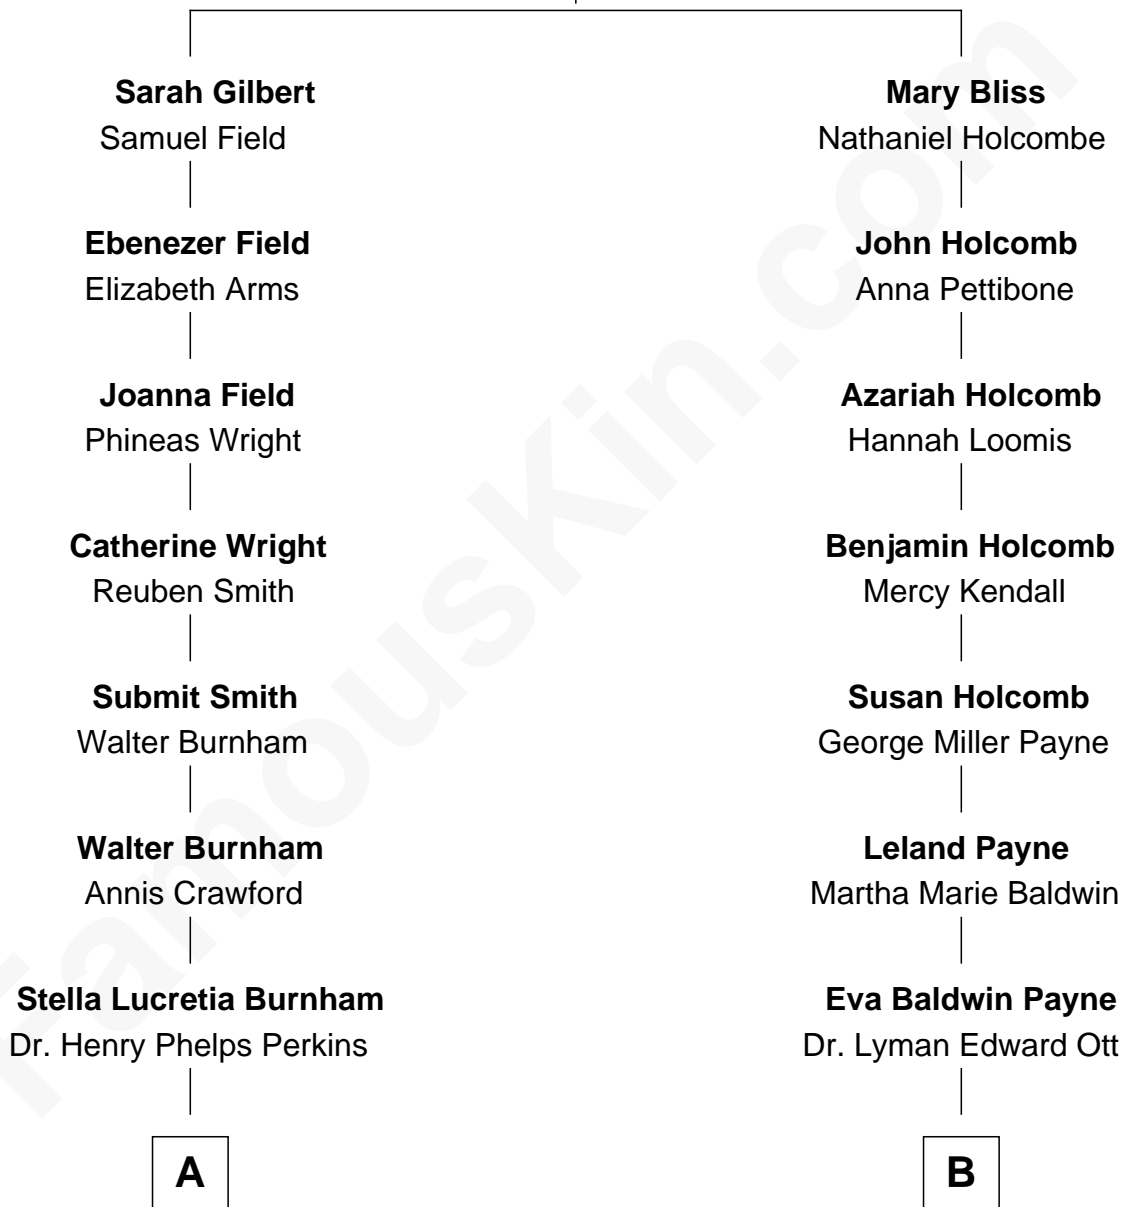 Sarah Gilbert
Samuel Field
Ebenezer Field
Elizabeth Arms
Joanna Field
Phineas Wright
Catherine Wright
Reuben Smith
Submit Smith
Walter Burnham
Walter Burnham
Annis Crawford
Stella Lucretia Burnham
Dr. Henry Phelps Perkins
A
Mary Bliss
Nathaniel Holcombe
John Holcomb
Anna Pettibone
Azariah Holcomb
Hannah Loomis
Benjamin Holcomb
Mercy Kendall
Susan Holcomb
George Miller Payne
Leland Payne
Martha Marie Baldwin
Eva Baldwin Payne
Dr. Lyman Edward Ott
B
FamousKin.com